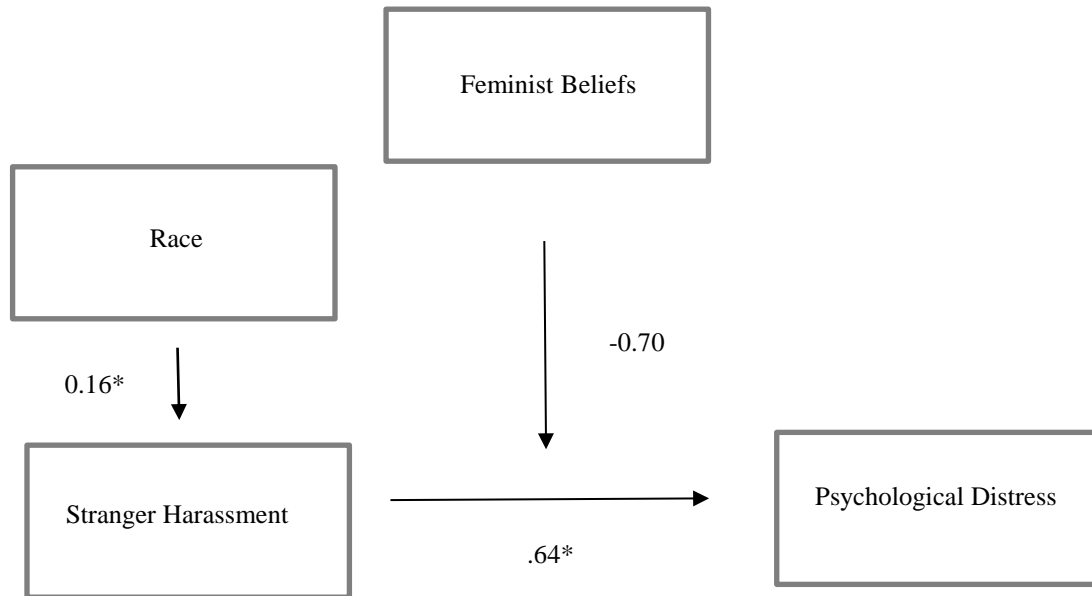 Feminist Beliefs
Race
-0.70
0.16*
Stranger Harassment
Psychological Distress
.64*